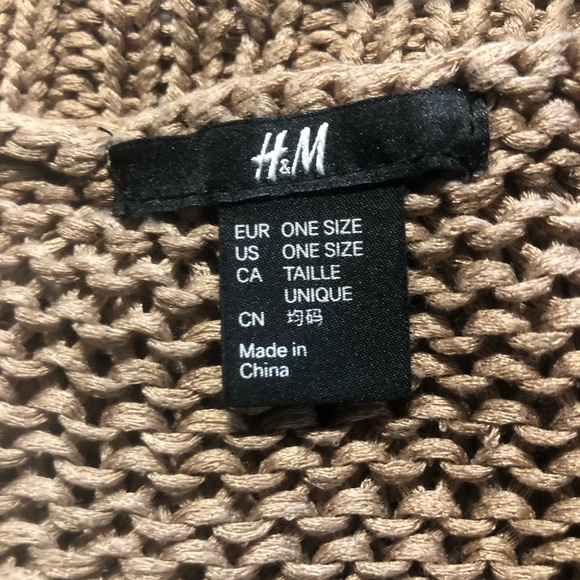 H&M
EUR ONE SIZE
US ONE SIZE
CA TAILLE
UNIQUE
CN 均码
Made in
China